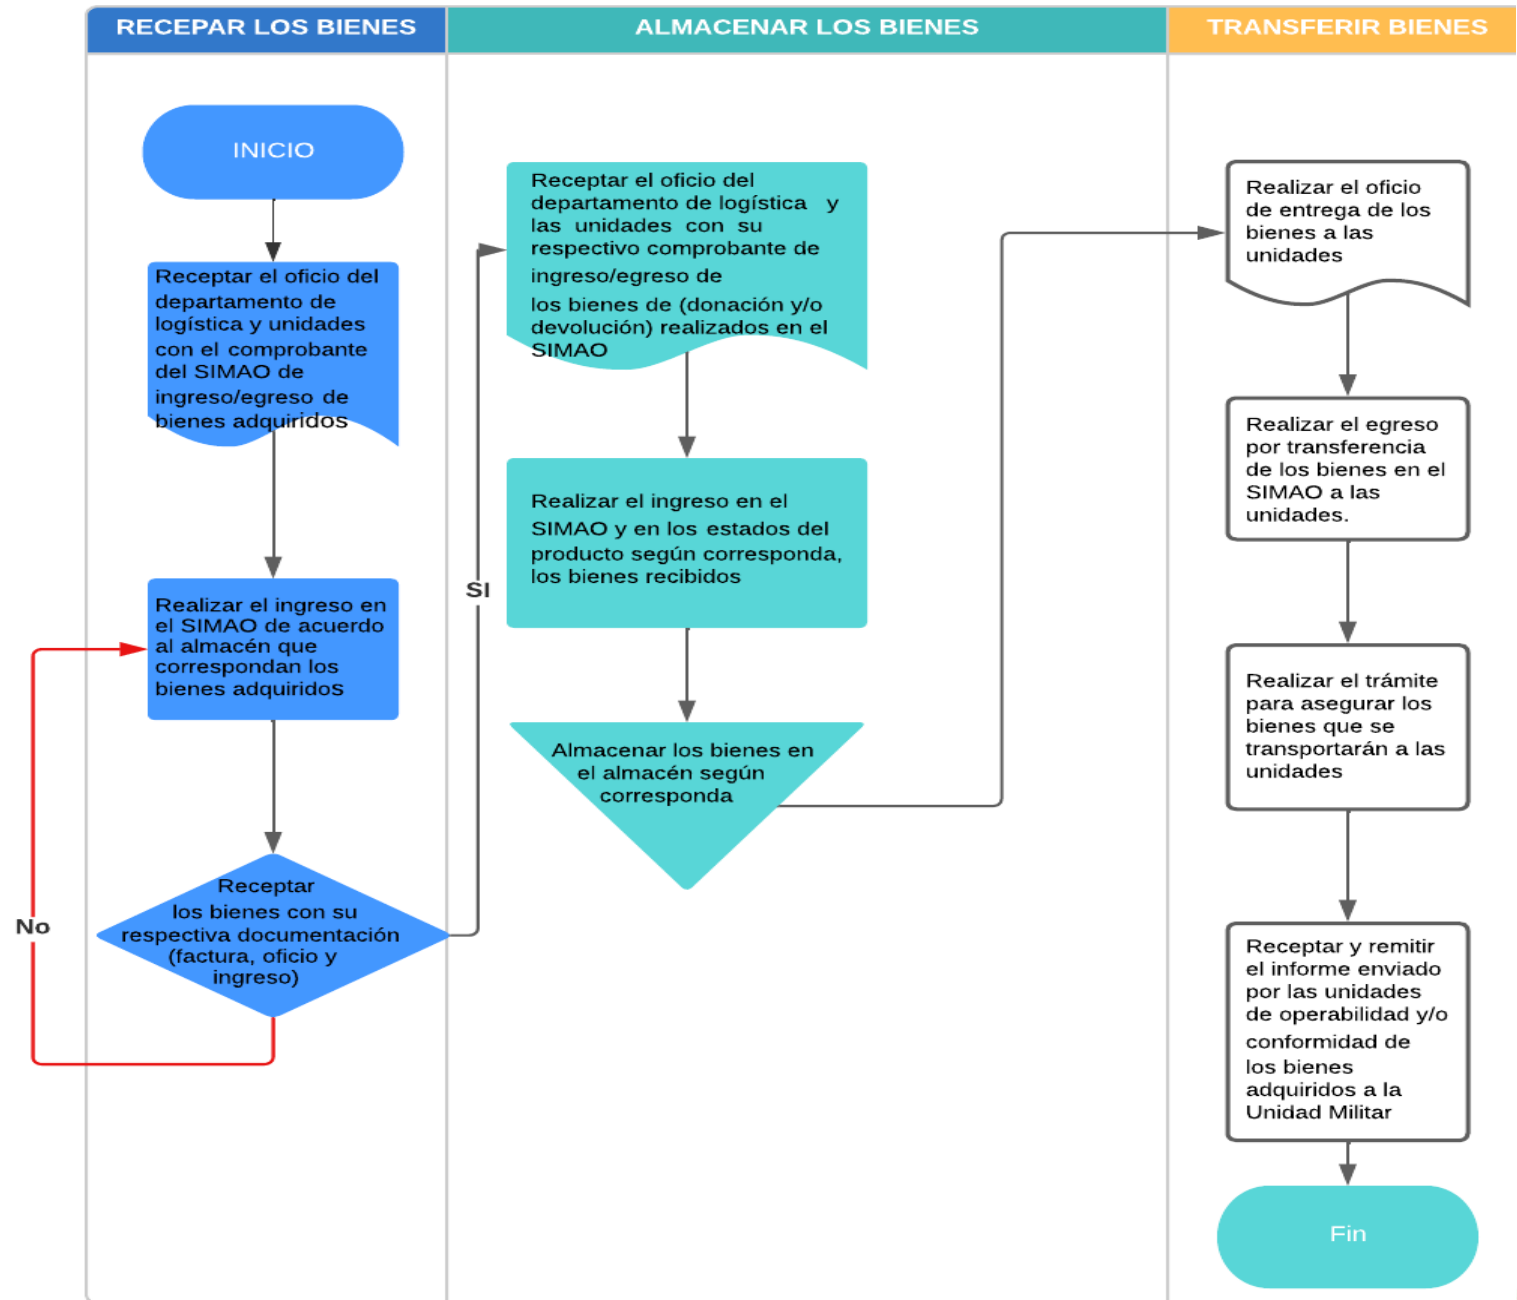 RECEPAR LOS BIENES
ALMACENAR LOS BIENES
TRANSFERIR BIENES
INICIO
Receptar el oficio del
departamento de
logística y unidades
con el comprobante
del SIMAO de
ingreso/egreso de
bienes adquiridos
Realizar el ingreso en
el SIMAO de acuerdo
al almacén que
correspondan los
bienes adquiridos
Receptar
los bienes con su
respectiva documentación
(factura, oficio y
ingreso)
No
SI
Receptar el oficio del
departamento de logística y
las unidades con su
respectivo comprobante de
ingreso/egreso de
los bienes de (donación y/o
devolución) realizados en el
SIMAO
Realizar el ingreso en el
SIMAO y en los estados del
producto según corresponda,
los bienes recibidos
Almacenar los bienes en
el almacén según
corresponda
Realizar el oficio
de entrega de los
bienes a las
unidades
Realizar el egreso
por transferencia
de los bienes en el
SIMAO a las
unidades.
Realizar el trámite
para asegurar los
bienes que se
transportarán a las
unidades
Receptar y remitir
el informe enviado
por las unidades
de operabilidad y/o
conformidad de
los bienes
adquiridos a la
Unidad Militar
Fin